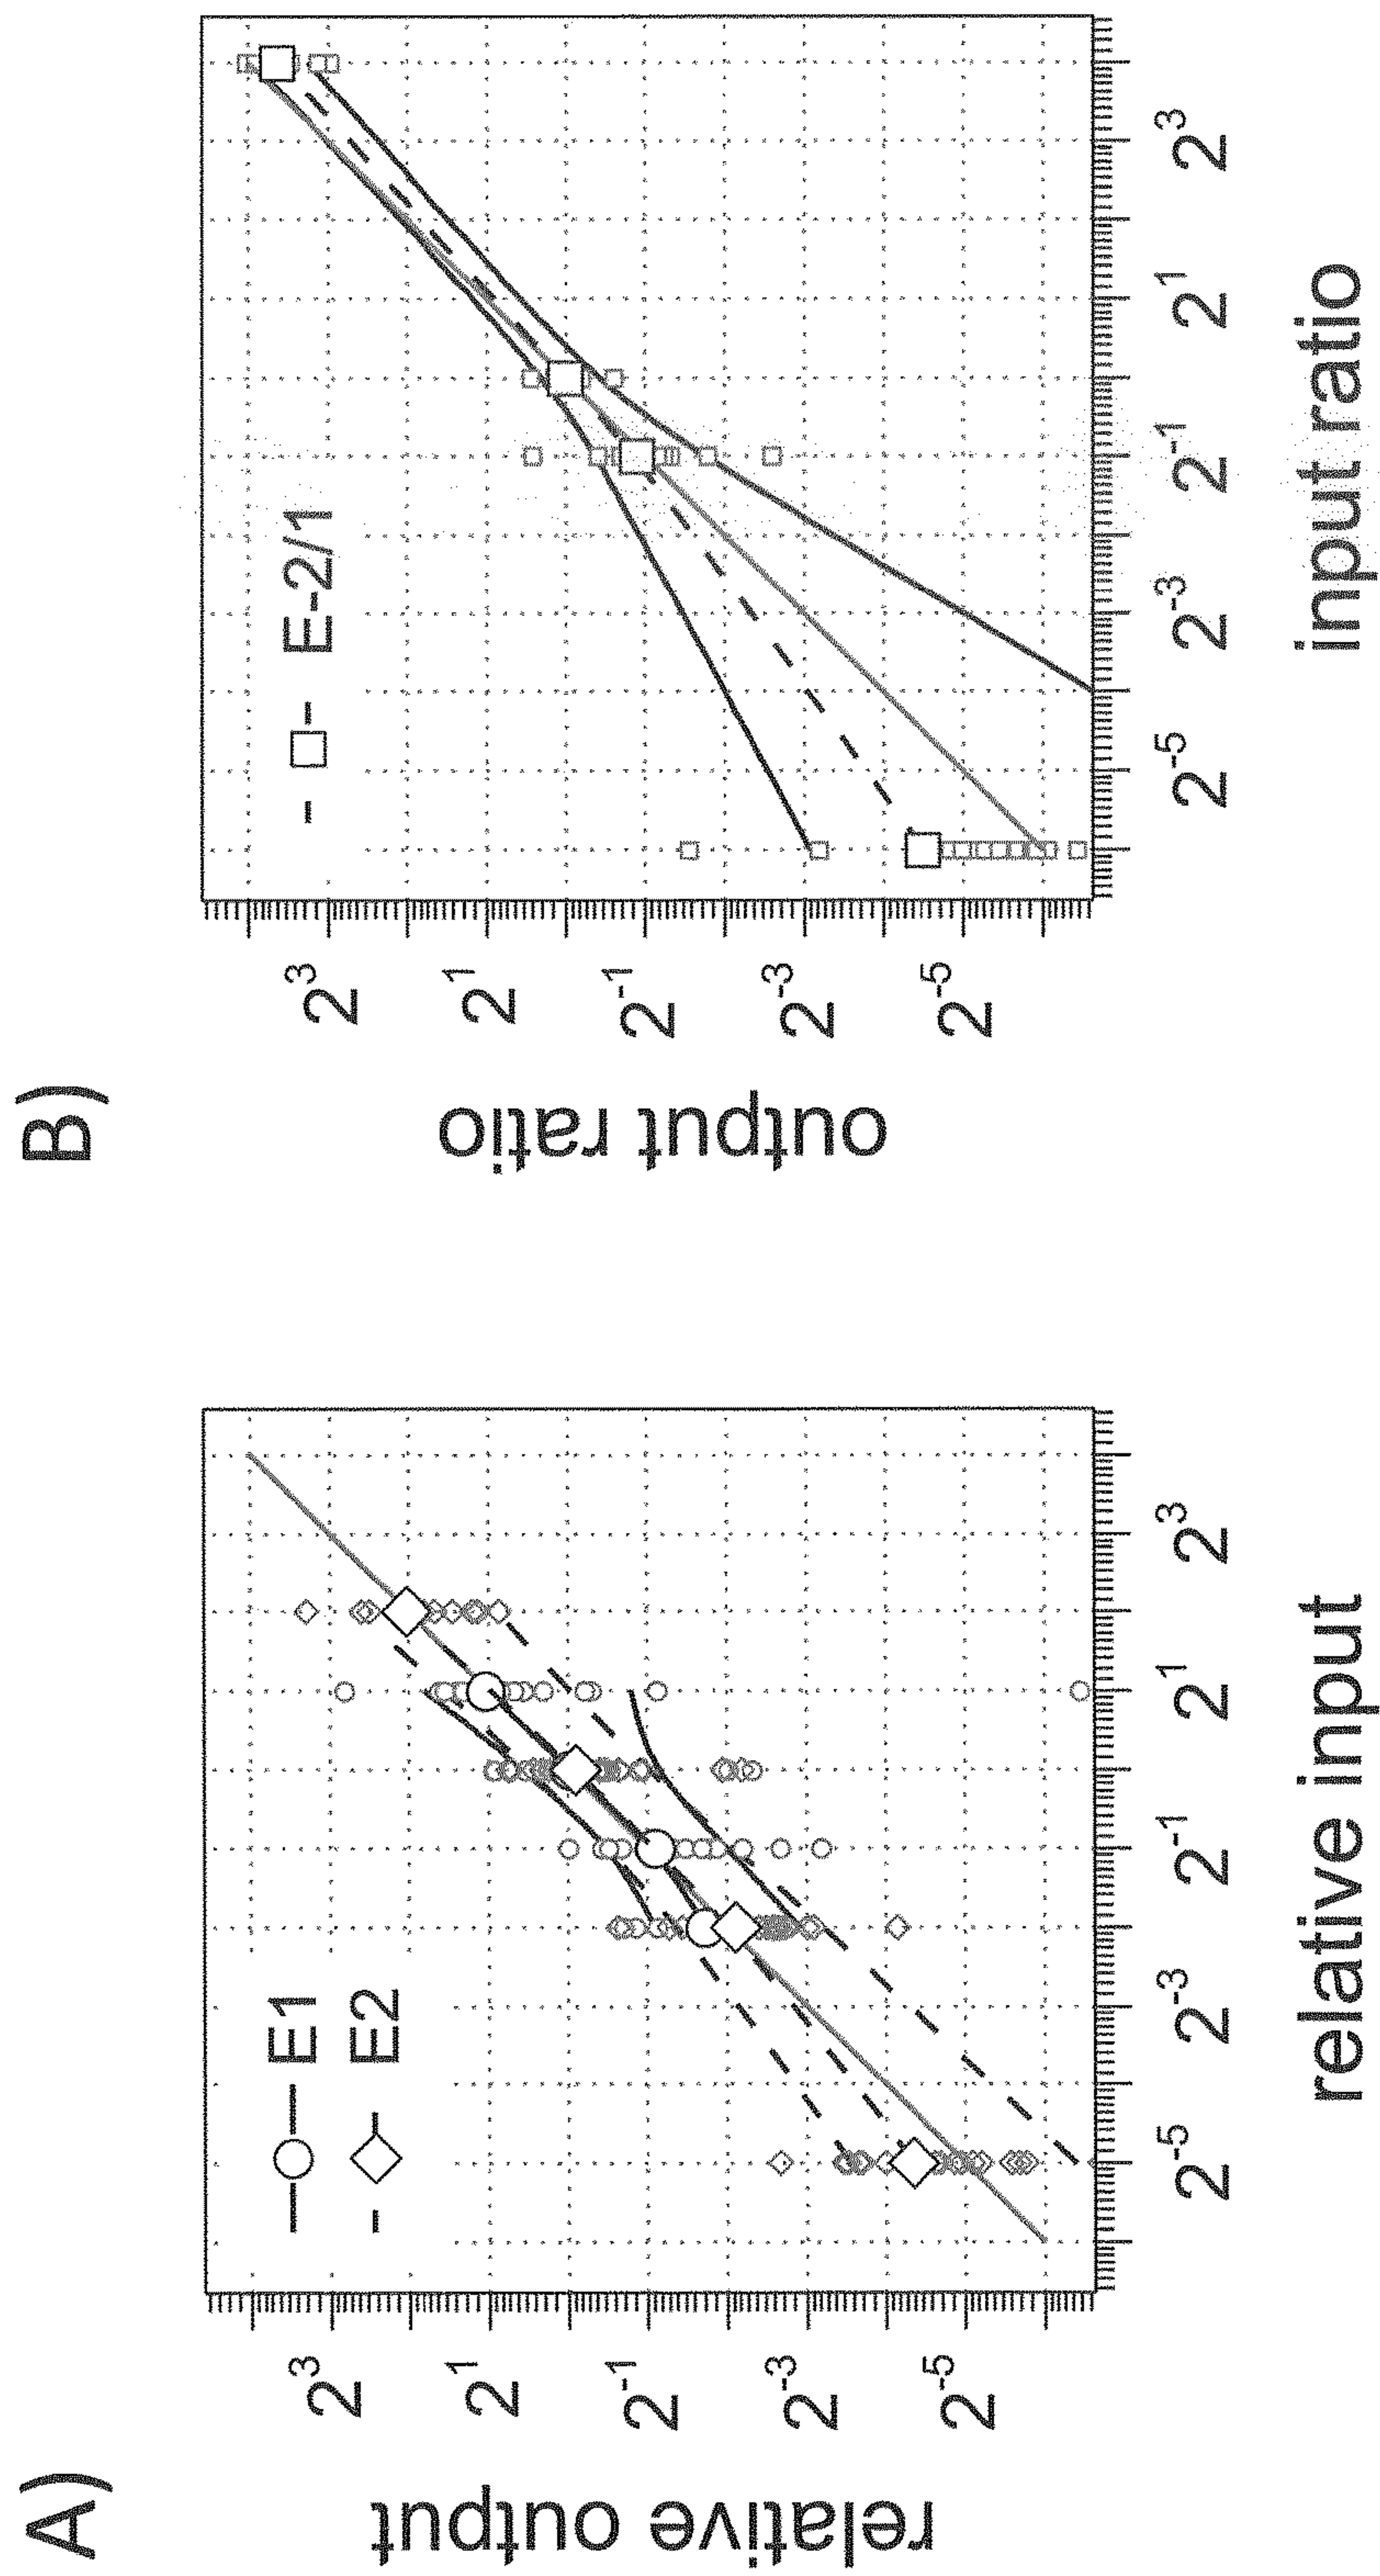 A)
relative output
2^3
2^1
2^-1
2^-3
2^-5
E1
E2
2^-5
2^-3
2^-1
2^1
2^3
relative input
B)
output ratio
2^3
2^1
2^-1
2^-3
2^-5
E-2/1
2^-5
2^-3
2^-1
2^1
2^3
input ratio